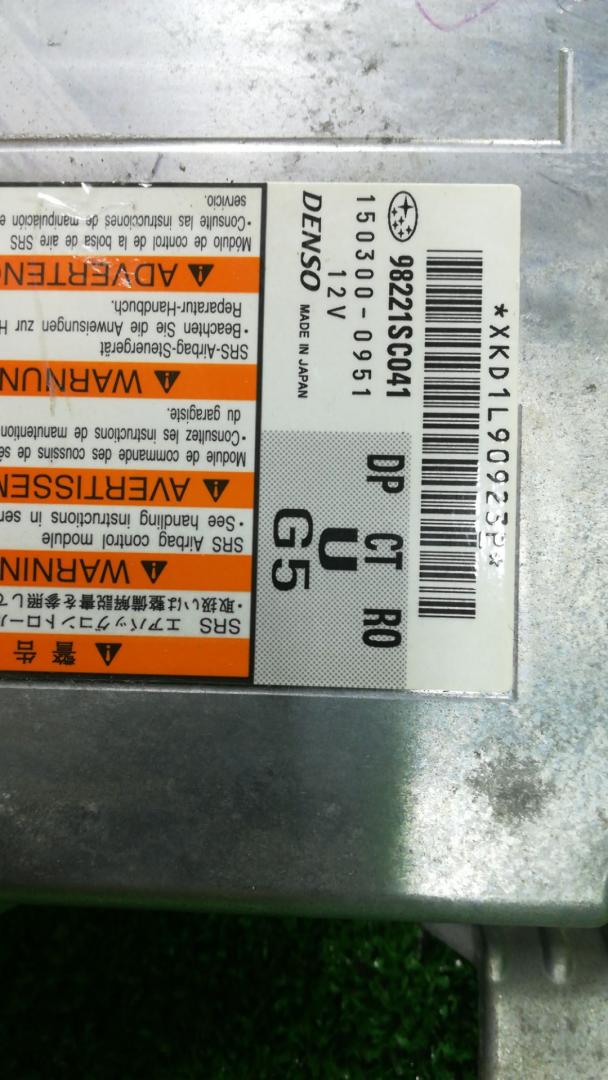 *XKD1L90923P*
98221SC041
150300-0951
12V
DENSO MADE IN JAPAN
DP CT RO
U
G5
警告
SRS エアバッグコントロー
・取扱いは整備解説書を参照し
WARNIN
SRS Airbag control module
・See handling instructions in ser
AVERTISSE
Module de commande des coussins de sé
・Consultez les instructions de manutention
du garagiste.
WARNUN
SRS-Airbag-Steuergerät
・Beachten Sie die Anweisungen zur H
Reparatur-Handbuch.
ADVERTENC
Modulo de control de la bolsa de aire de SRS
・Consulte las instrucciones de manipulación e
servicio.